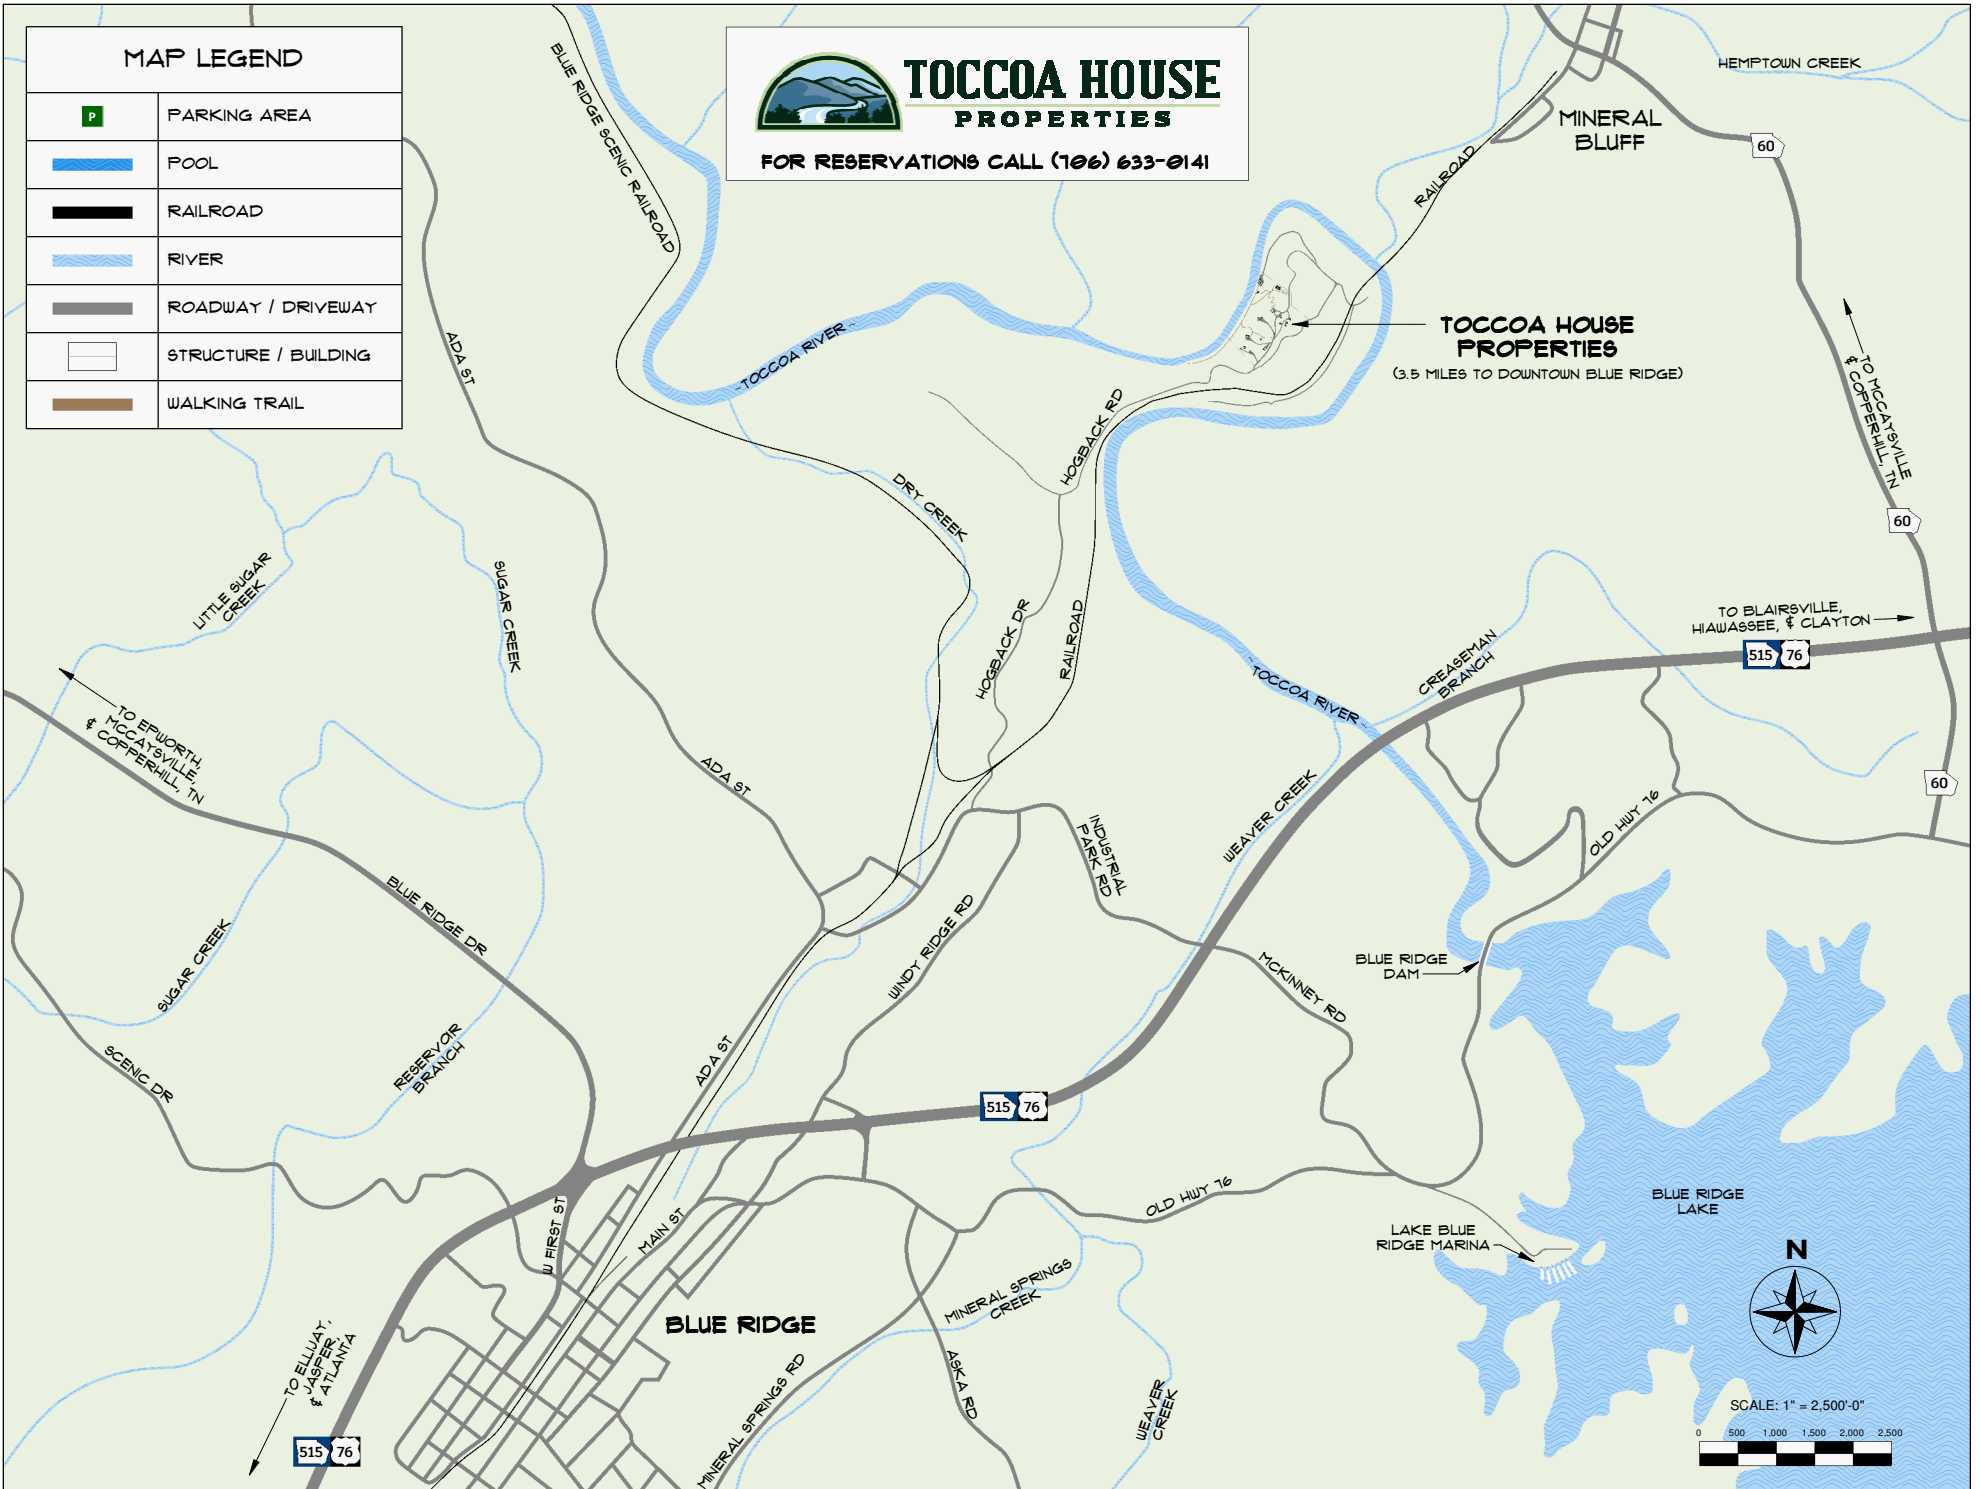 MAP LEGEND
P
PARKING AREA
POOL
RAILROAD
RIVER
ROADWAY / DRIVEWAY
STRUCTURE / BUILDING
WALKING TRAIL
TOCCOA HOUSE
PROPERTIES
FOR RESERVATIONS CALL (706) 633-0141
BLUE RIDGE SCENIC RAILROAD
HEMPTOWN CREEK
MINERAL
BLUFF
60
RAILROAD
TOCCOA HOUSE
PROPERTIES
(3.5 MILES TO DOWNTOWN BLUE RIDGE)
TO MCCAYSVILLE
& COPPERHILL, TN
60
ADA ST
~TOCCOA RIVER~
HOGBACK RD
DRY CREEK
LITTLE SUGAR
CREEK
SUGAR CREEK
HOGBACK DR
RAILROAD
TO BLAIRSVILLE,
HIAWASSEE, & CLAYTON
515 76
CREASEMAN
BRANCH
~TOCCOA RIVER~
TO EPWORTH,
MCCAYSVILLE,
& COPPERHILL, TN
ADA ST
60
WEAVER CREEK
INDUSTRIAL
PARK RD
OLD HWY 76
BLUE RIDGE DR
SUGAR CREEK
WINDY RIDGE RD
BLUE RIDGE
DAM
MCKINNEY RD
SCENIC DR
RESERVOIR
BRANCH
ADA ST
515 76
W FIRST ST
MAIN ST
OLD HWY 76
BLUE RIDGE
LAKE
LAKE BLUE
RIDGE MARINA
N
MINERAL SPRINGS
CREEK
BLUE RIDGE
TO ELLIJAY,
JASPER,
& ATLANTA
515 76
MINERAL SPRINGS RD
ASKA RD
WEAVER
CREEK
SCALE: 1" = 2,500'-0"
0 500 1,000 1,500 2,000 2,500